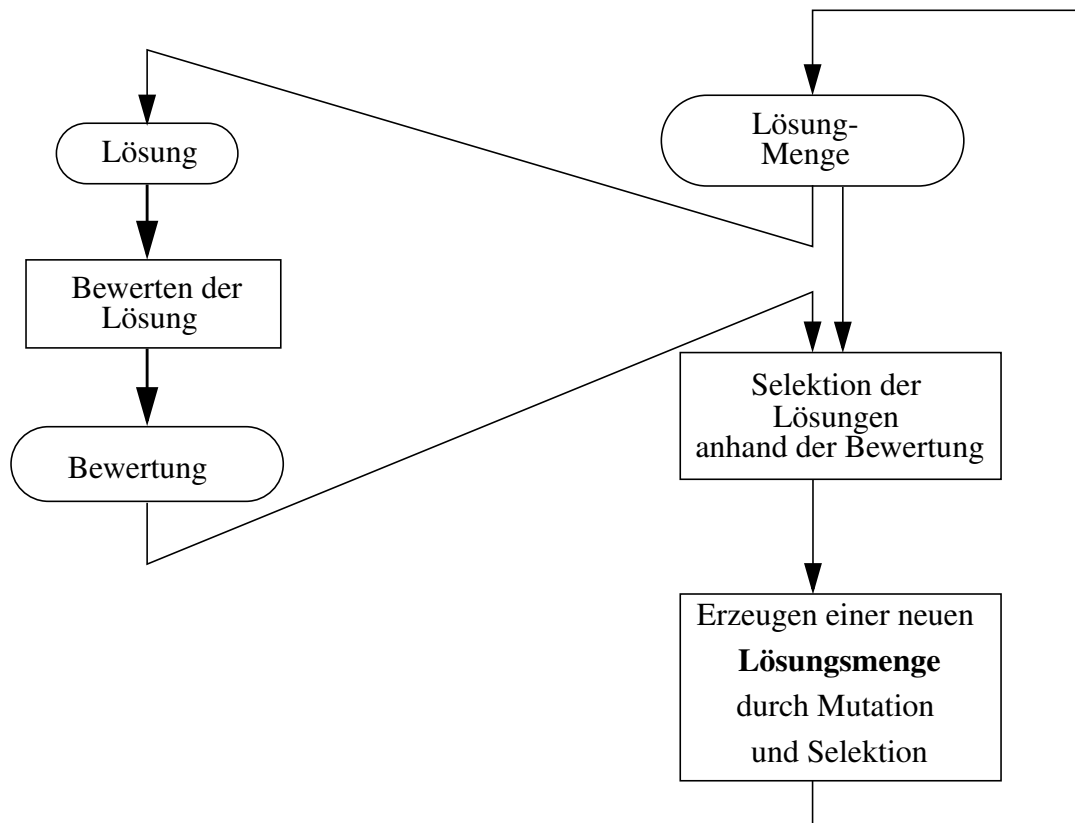 Lösung
Bewerten der
Lösung
Bewertung
Lösung-
Menge
Selektion der
Lösungen
anhand der Bewertung
Erzeugen einer neuen
Lösungsmenge
durch Mutation
und Selektion